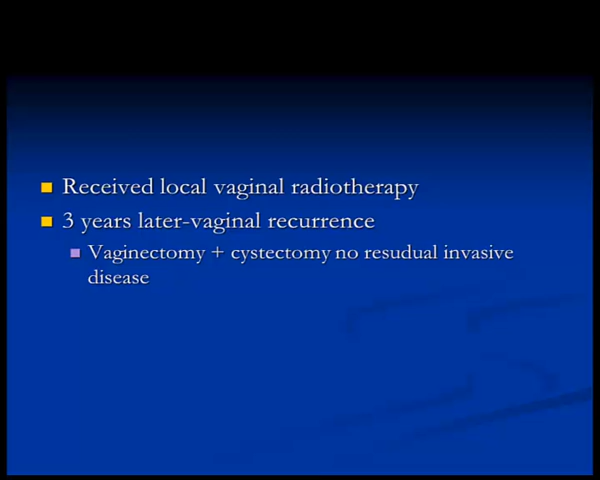 Received local vaginal radiotherapy
3 years later-vaginal recurrence
Vaginectomy + cystectomy no resudual invasive
disease